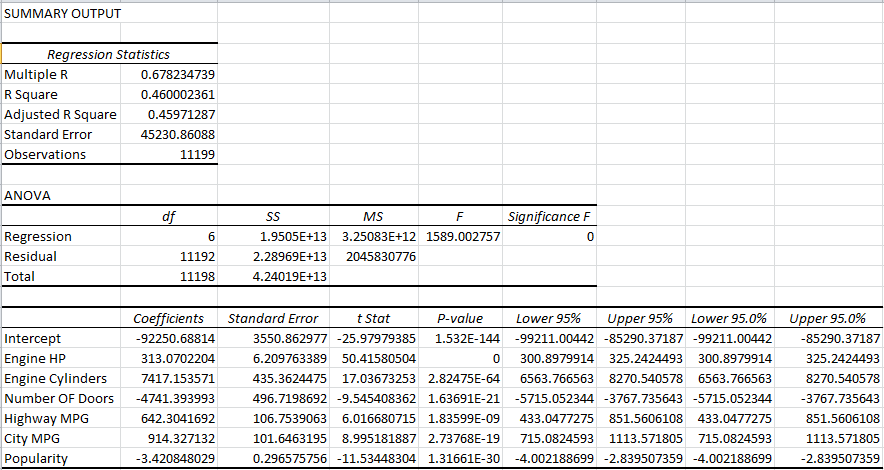 SUMMARY OUTPUT
Regression Statistics
Multiple R 0.678234739
R Square 0.460002361
Adjusted R Square 0.45971287
Standard Error 45230.86088
Observations 11199
ANOVA
df SS MS F Significance F
Regression 6 1.9505E+13 3.25083E+12 1589.002757 0
Residual 11192 2.28969E+13 2045830776
Total 11198 4.24019E+13
Coefficients Standard Error t Stat P-value Lower 95% Upper 95% Lower 95.0% Upper 95.0%
Intercept -92250.68814 3550.862977 -25.97979385 1.532E-144 -99211.00442 -85290.37187 -99211.00442 -85290.37187
Engine HP 313.0702204 6.209763389 50.41580504 0 300.8979914 325.2424493 300.8979914 325.2424493
Engine Cylinders 7417.153571 435.3624475 17.03673253 2.82475E-64 6563.766563 8270.540578 6563.766563 8270.540578
Number OF Doors -4741.393993 496.7198692 -9.545408362 1.63691E-21 -5715.052344 -3767.735643 -5715.052344 -3767.735643
Highway MPG 642.3041692 106.7539063 6.016680715 1.83599E-09 433.0477275 851.5606108 433.0477275 851.5606108
City MPG 914.327132 101.6463195 8.995181887 2.73768E-19 715.0824593 1113.571805 715.0824593 1113.571805
Popularity -3.420848029 0.296575756 -11.53448304 1.31661E-30 -4.002188699 -2.839507359 -4.002188699 -2.839507359